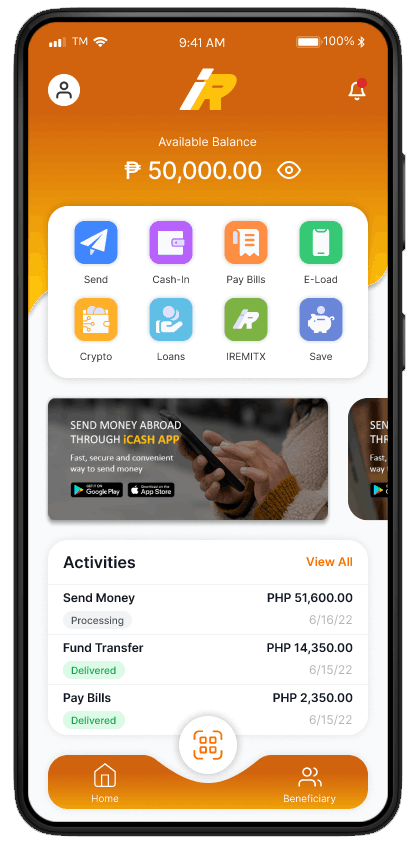 TM
9:41 AM
100%
iR
Available Balance
₱ 50,000.00
Send
Cash-In
Pay Bills
E-Load
Crypto
Loans
IREMITX
Save
SEND MONEY ABROAD
THROUGH iCASH APP
Fast, secure and convenient
way to send money
GET IT ON
Google Play
Download on the
App Store
SEN
THR
Fast,
way t
Activities
View All
Send Money
PHP 51,600.00
Processing
6/16/22
Fund Transfer
PHP 14,350.00
Delivered
6/15/22
Pay Bills
PHP 2,350.00
Delivered
6/15/22
Home
Beneficiary